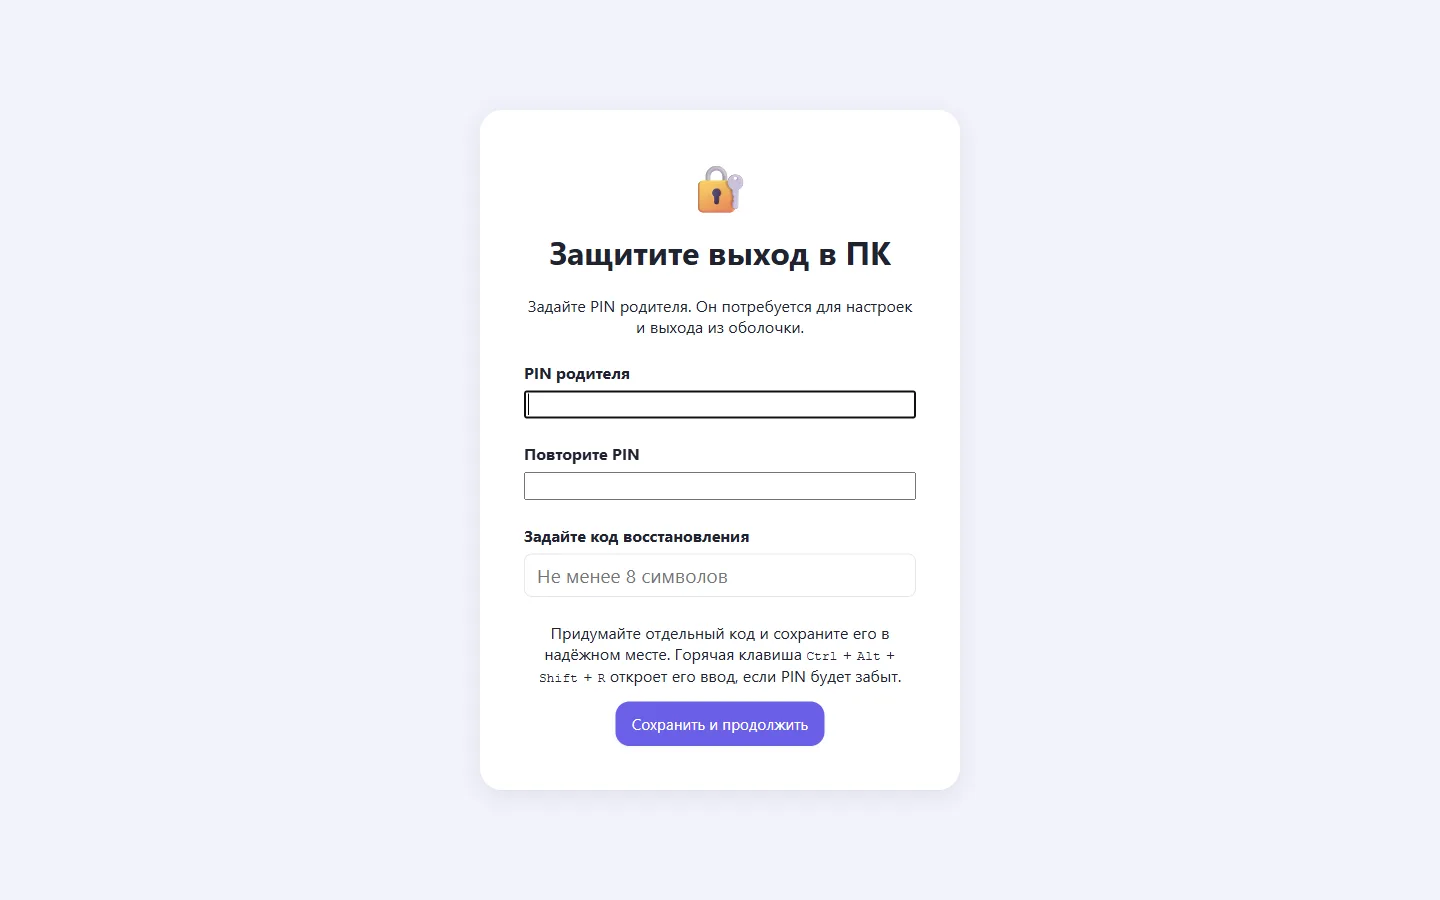 Защитите выход в ПК
Задайте PIN родителя. Он потребуется для настроек
и выхода из оболочки.
PIN родителя
Повторите PIN
Задайте код восстановления
Не менее 8 символов
Придумайте отдельный код и сохраните его в
надёжном месте. Горячая клавиша Ctrl + Alt +
Shift + R откроет его ввод, если PIN будет забыт.
Сохранить и продолжить